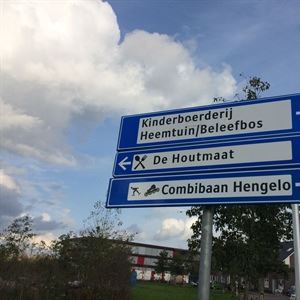 Kinderboerderij
Heemtuin/Beleefbos
De Houtmaat
Combibaan Hengelo